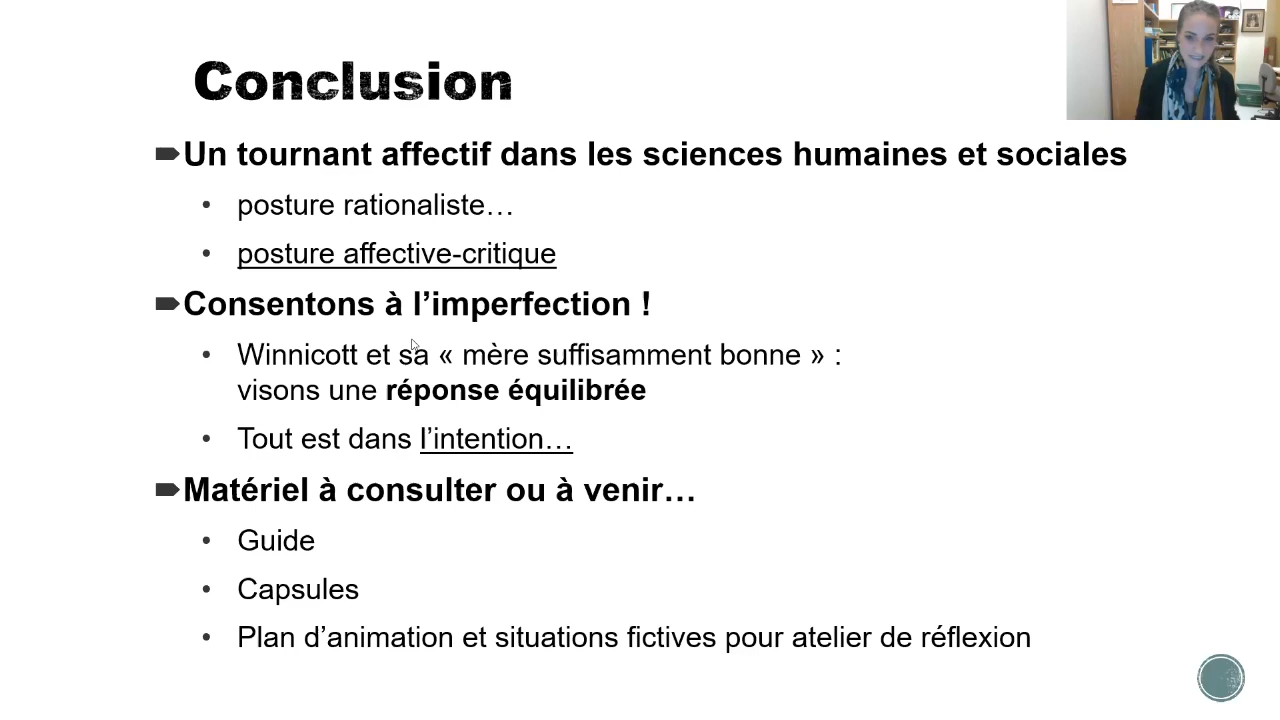 Conclusion
Un tournant affectif dans les sciences humaines et sociales
• posture rationaliste…
• posture affective-critique
Consentons à l’imperfection !
• Winnicott et sa « mère suffisamment bonne » :
visons une réponse équilibrée
• Tout est dans l’intention…
Matériel à consulter ou à venir…
• Guide
• Capsules
• Plan d’animation et situations fictives pour atelier de réflexion